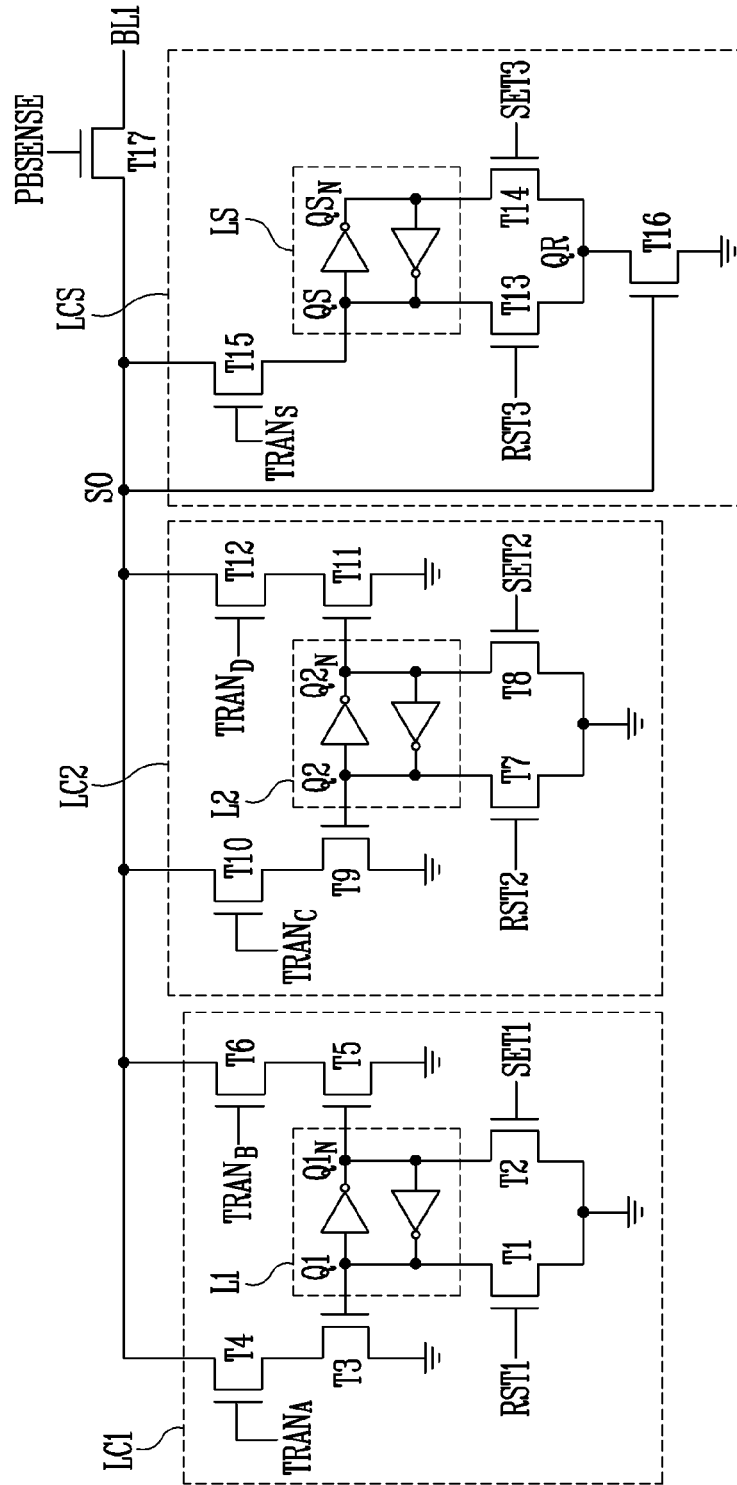 PBSENSE
BL1
T17
SO
LC1
LC2
LCS
TRANA
T4
T6
TRANB
L1
Q1
Q1N
T3
T5
RST1
T1
T2
SET1
TRANC
T10
T12
TRAND
L2
Q2
Q2N
T9
T11
RST2
T7
T8
SET2
TRANS
T15
LS
QS
QSN
RST3
T13
T14
SET3
QR
T16